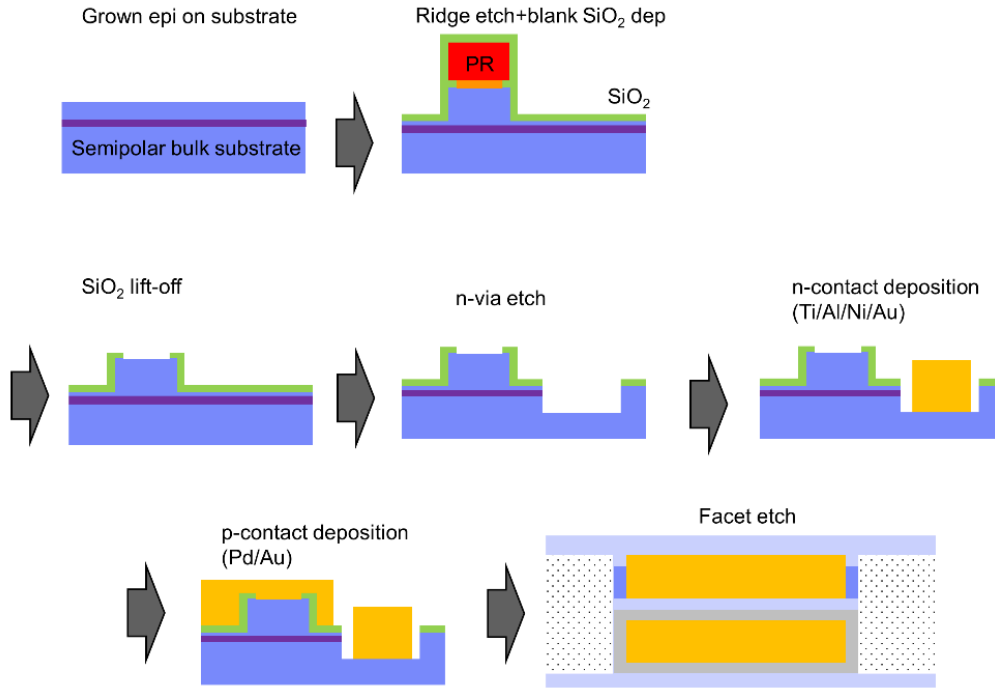 Grown epi on substrate
Semipolar bulk substrate
Ridge etch+blank SiO₂ dep
PR
SiO₂
SiO₂ lift-off
n-via etch
n-contact deposition
(Ti/Al/Ni/Au)
p-contact deposition
(Pd/Au)
Facet etch